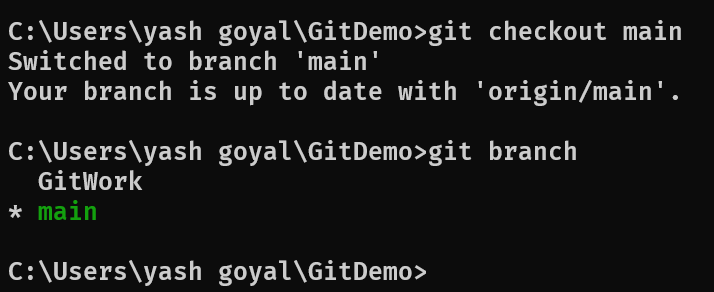 C:\Users\yash goyal\GitDemo>git checkout main
Switched to branch 'main'
Your branch is up to date with 'origin/main'.
C:\Users\yash goyal\GitDemo>git branch
  GitWork
* main
C:\Users\yash goyal\GitDemo>